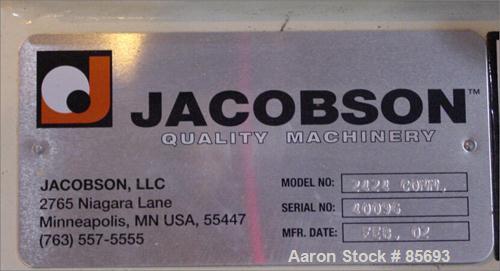 JACOBSON™
QUALITY MACHINERY
JACOBSON, LLC
2765 Niagara Lane
Minneapolis, MN USA, 55447
(763) 557-5555
MODEL NO: 2424 COMM.
SERIAL NO: 40096
MFR. DATE: FEB, 02
Aaron Stock # 85693